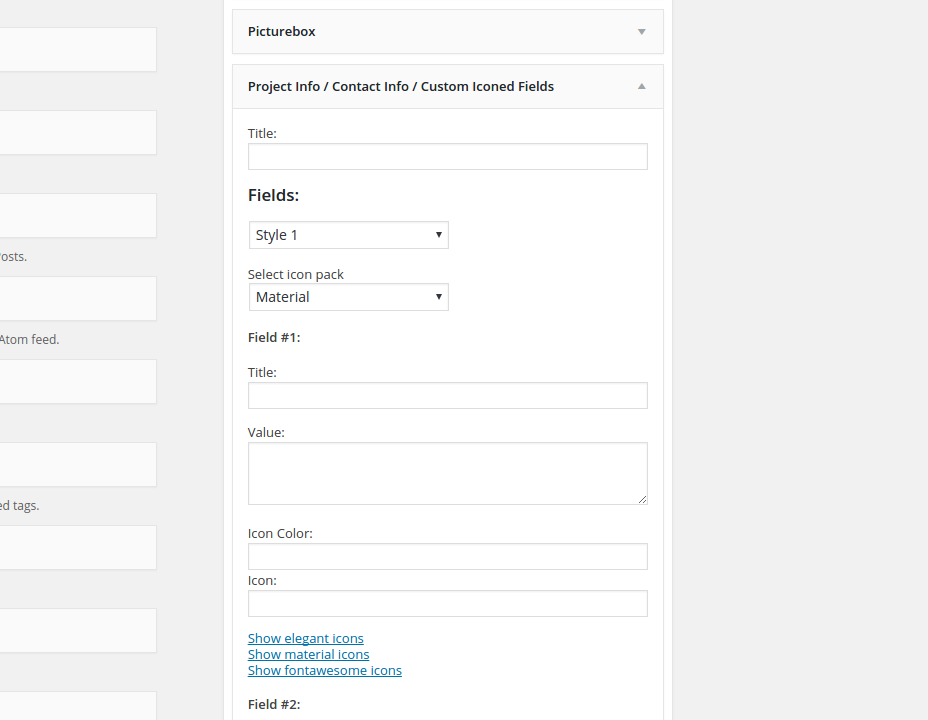 Picturebox
Project Info / Contact Info / Custom Iconed Fields
Title:
Fields:
Style 1
Posts.
Select icon pack
Material
Atom feed.
Field #1:
Title:
Value:
ed tags.
Icon Color:
Icon:
Show elegant icons
Show material icons
Show fontawesome icons
Field #2: